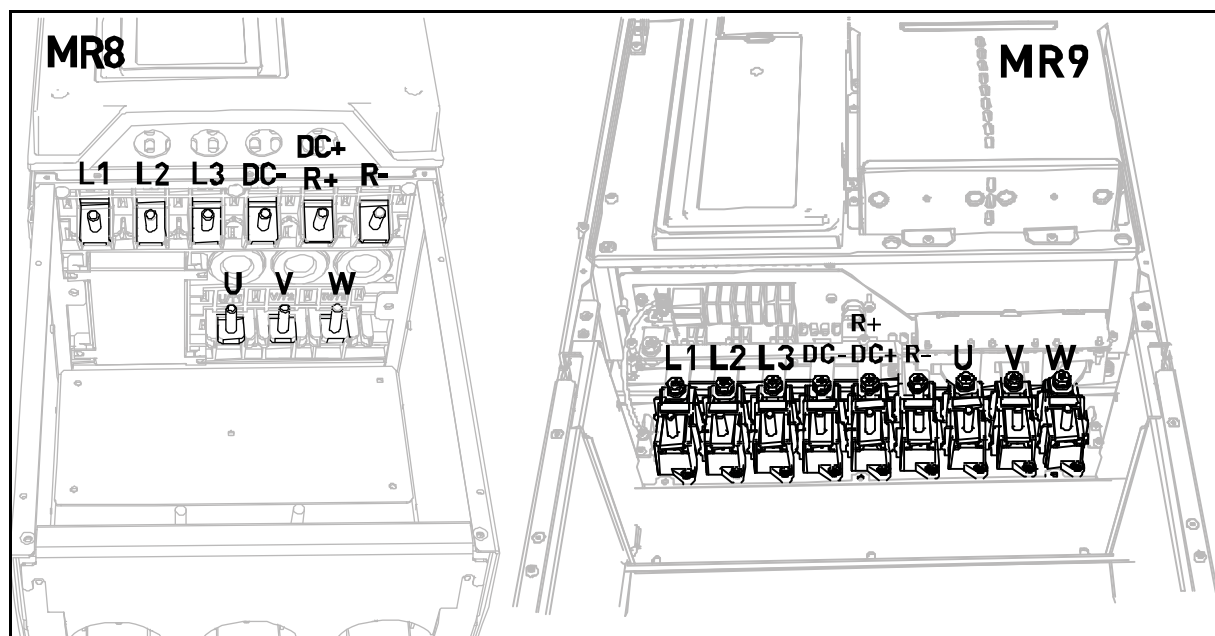 MR8
DC+
L1 L2 L3 DC- R+ R-
U V W
MR9
R+
L1 L2 L3 DC- DC+ R- U V W